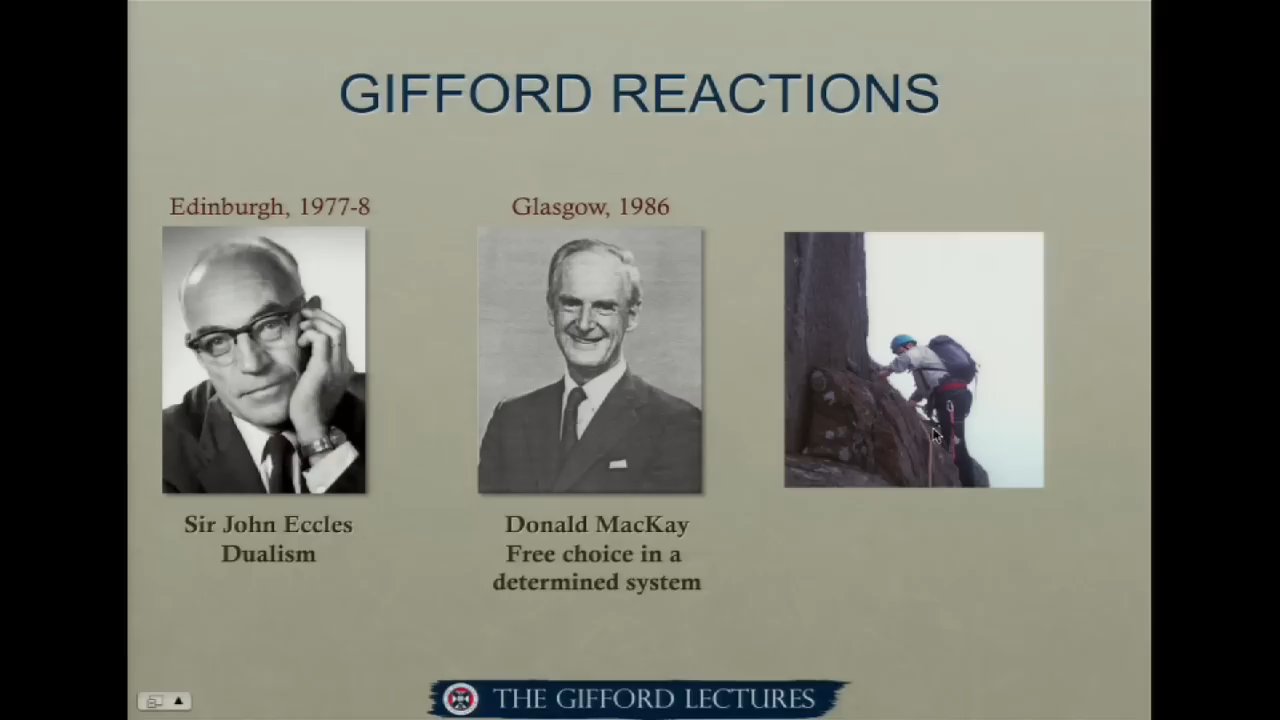 GIFFORD REACTIONS
Edinburgh, 1977-8
Glasgow, 1986
Sir John Eccles
Dualism
Donald MacKay
Free choice in a
determined system
THE GIFFORD LECTURES